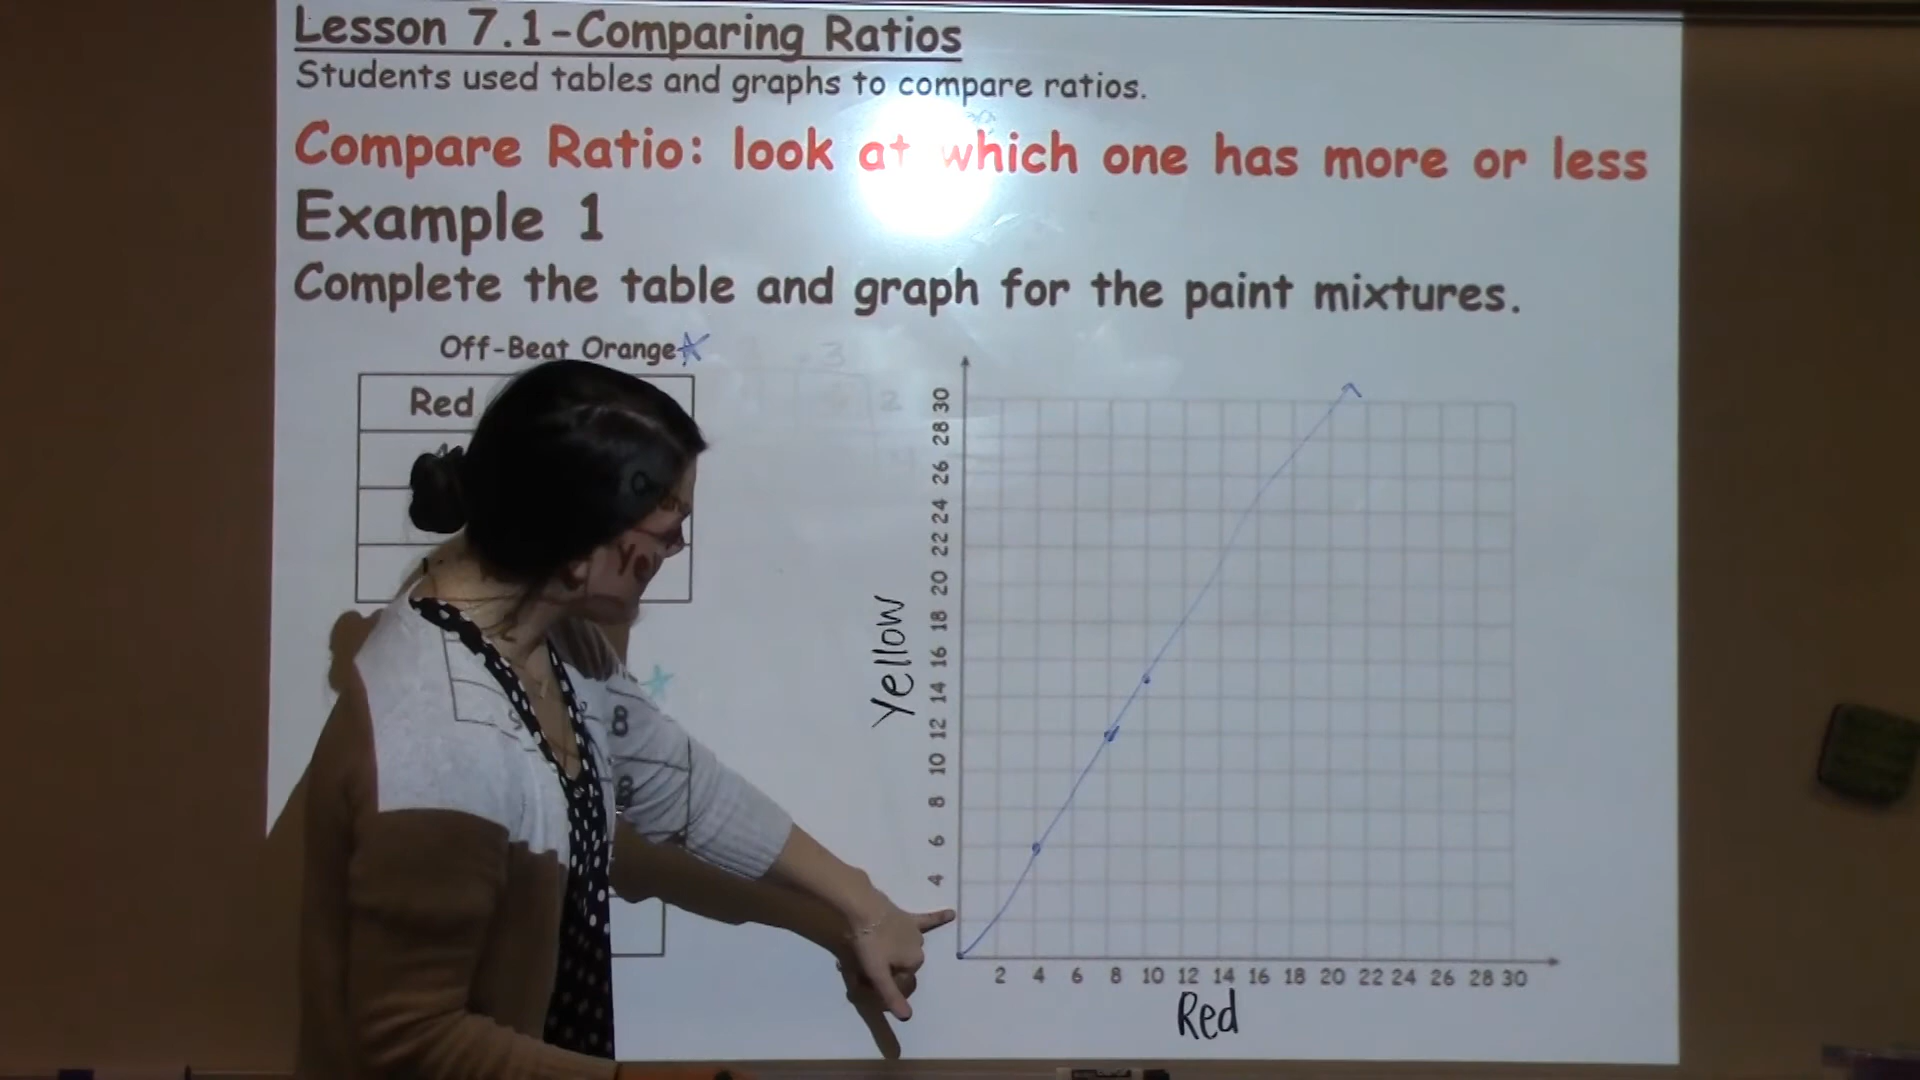 Lesson 7.1-Comparing Ratios
Students used tables and graphs to compare ratios.
Compare Ratio: look at which one has more or less
Example 1
Complete the table and graph for the paint mixtures.
Off-Beat Orange
Red
8
Yellow
30
28
26
24
22
20
18
16
14
12
10
8
6
4
2 4 6 8 10 12 14 16 18 20 22 24 26 28 30
Red